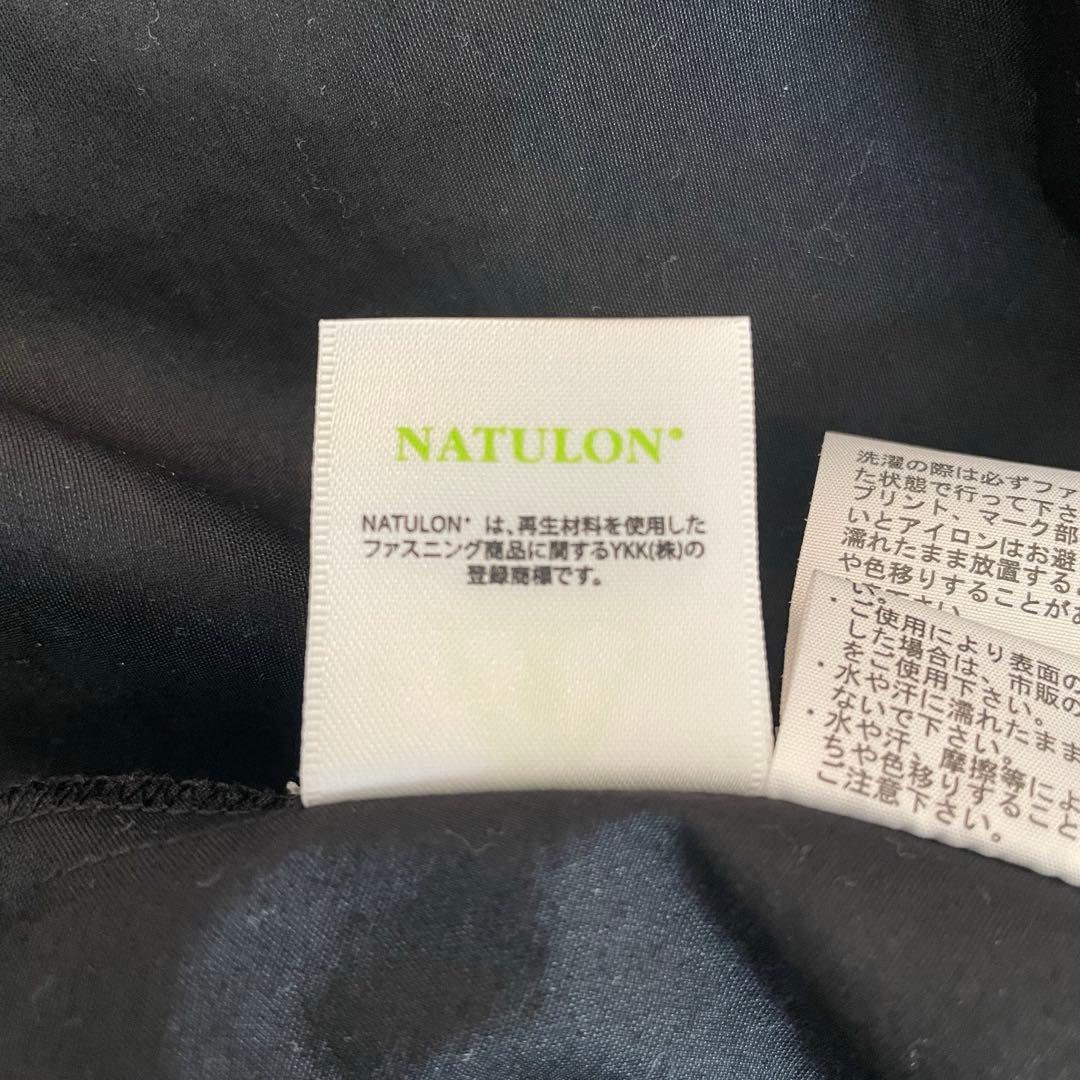 NATULON®
NATULON® は、再生材料を使用した
ファスニング商品に関するYKK(株)の
登録商標です。
洗濯の際は必ずファ
た状態で行って下さ
プリント、マーク部
いとアイロンはお避
濡れたまま放置する
や色移りすることがあ
い。
・ご使用により表面の
した場合は、市販の
をご使用下さい。
・水や汗に濡れたまま
ないで下さい。
・水や汗、摩擦等によ
ちや色移りすること
ご注意下さい。